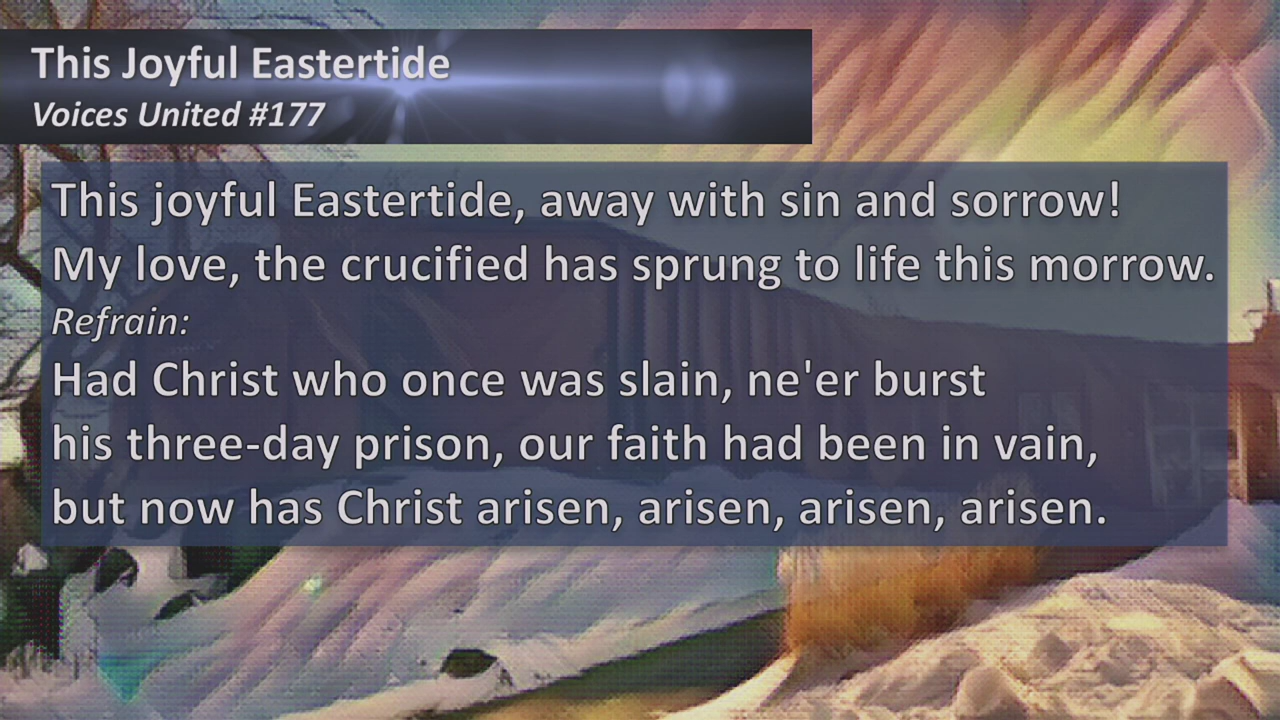 This Joyful Eastertide
Voices United #177
This joyful Eastertide, away with sin and sorrow!
My love, the crucified has sprung to life this morrow.
Refrain:
Had Christ who once was slain, ne'er burst
his three-day prison, our faith had been in vain,
but now has Christ arisen, arisen, arisen, arisen.